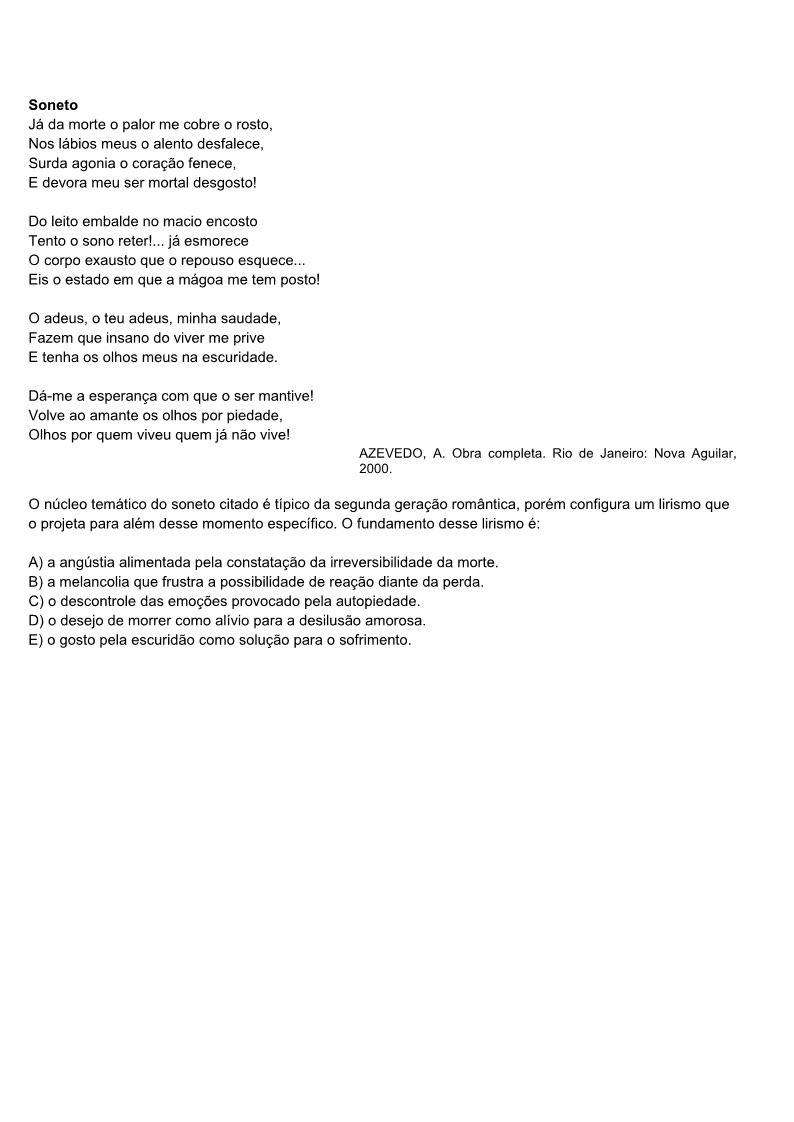 Soneto
Já da morte o palor me cobre o rosto,
Nos lábios meus o alento desfalece,
Surda agonia o coração fenece,
E devora meu ser mortal desgosto!
Do leito embalde no macio encosto
Tento o sono reter!... já esmorece
O corpo exausto que o repouso esquece...
Eis o estado em que a mágoa me tem posto!
O adeus, o teu adeus, minha saudade,
Fazem que insano do viver me prive
E tenha os olhos meus na escuridade.
Dá-me a esperança com que o ser mantive!
Volve ao amante os olhos por piedade,
Olhos por quem viveu quem já não vive!
AZEVEDO, A. Obra completa. Rio de Janeiro: Nova Aguilar,
2000.
O núcleo temático do soneto citado é típico da segunda geração romântica, porém configura um lirismo que
o projeta para além desse momento específico. O fundamento desse lirismo é:
A) a angústia alimentada pela constatação da irreversibilidade da morte.
B) a melancolia que frustra a possibilidade de reação diante da perda.
C) o descontrole das emoções provocado pela autopiedade.
D) o desejo de morrer como alívio para a desilusão amorosa.
E) o gosto pela escuridão como solução para o sofrimento.